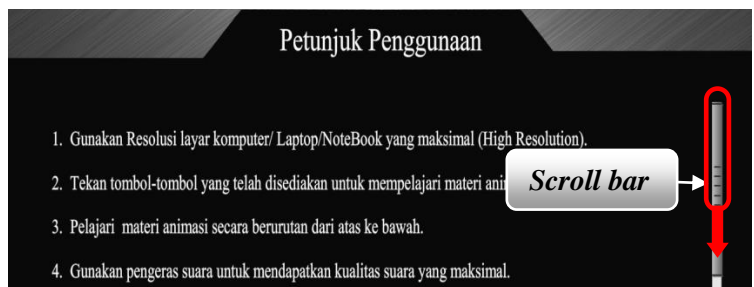 Petunjuk Penggunaan
1. Gunakan Resolusi layar komputer/ Laptop/NoteBook yang maksimal (High Resolution).
2. Tekan tombol-tombol yang telah disediakan untuk mempelajari materi
Scroll bar
3. Pelajari materi animasi secara berurutan dari atas ke bawah.
4. Gunakan pengeras suara untuk mendapatkan kualitas suara yang maksimal.